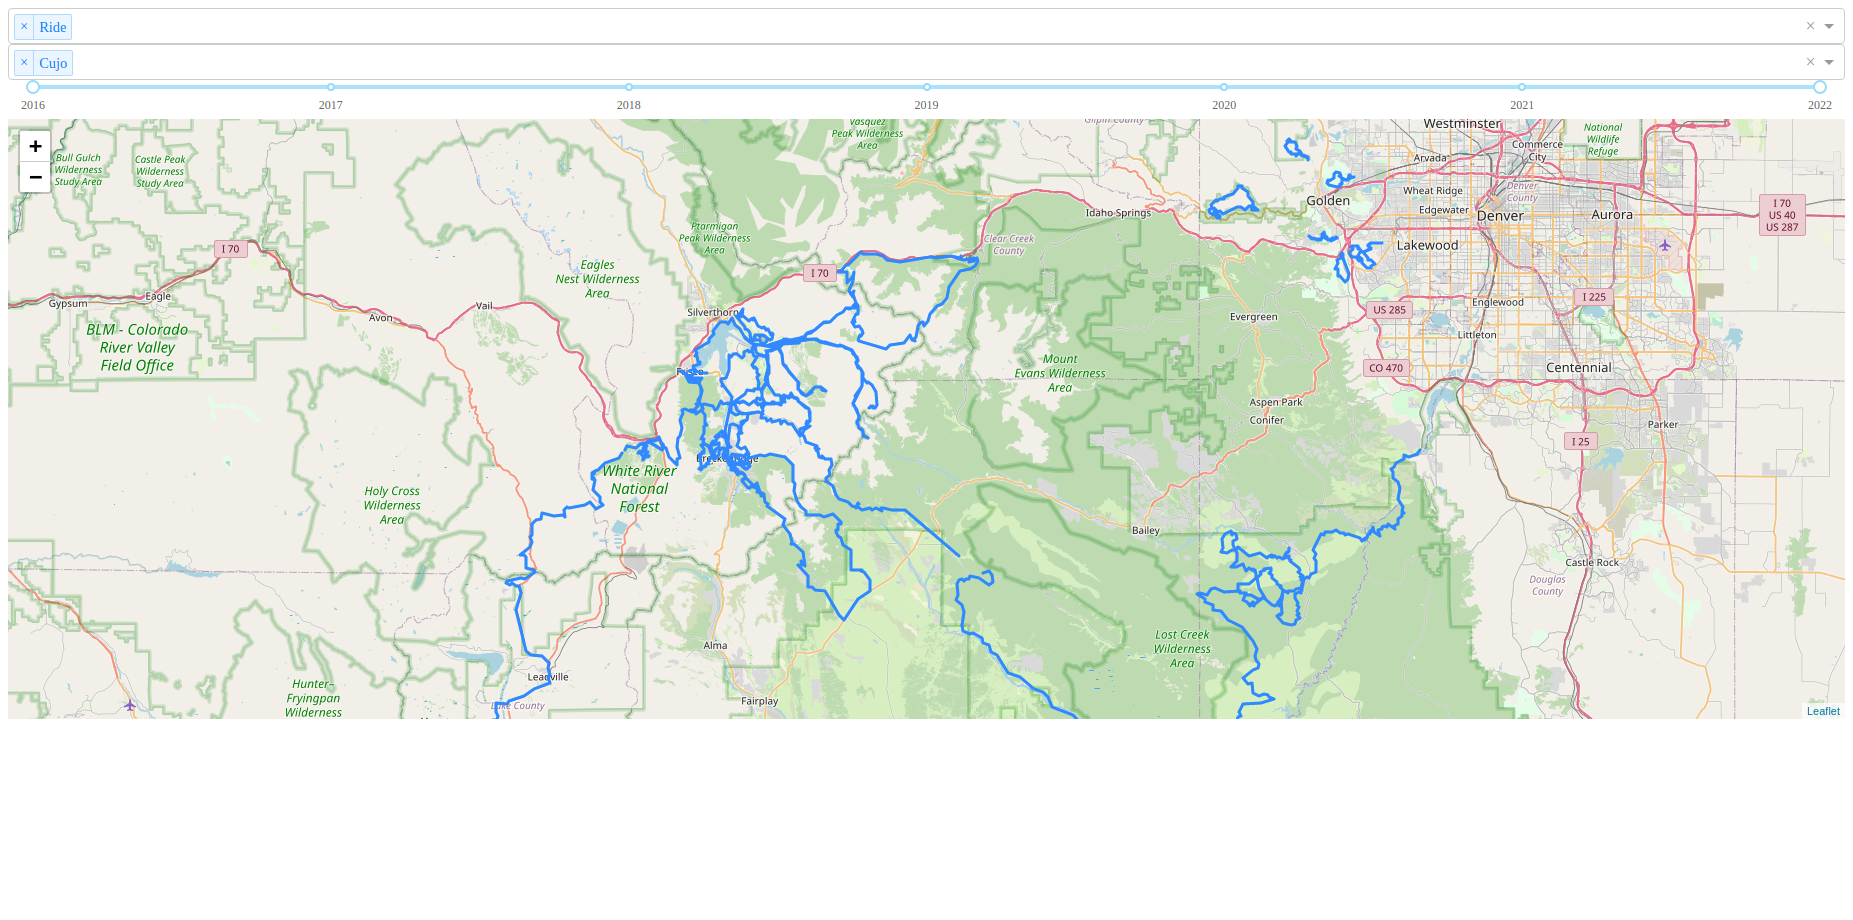 × Ride
×
× Cujo
×
2016 2017 2018 2019 2020 2021 2022
+
−
Bull Gulch
Wilderness
Study Area
Castle Peak
Wilderness
Study Area
Vasquez
Peak Wilderness
Area
Gilpin County
Westminster
National
Wildlife
Refuge
Commerce
City
Arvada
Wheat Ridge
Denver
County
Golden
Edgewater
Denver
Aurora
I 70
US 40
US 287
Idaho Springs
Ptarmigan
Peak Wilderness
Area
Clear Creek
County
Lakewood
I 70
Eagles
Nest Wilderness
Area
I 70
Gypsum
Eagle
Avon
Vail
Silverthorne
I 225
Englewood
US 285
Evergreen
Littleton
BLM - Colorado
River Valley
Field Office
Mount
Evans Wilderness
Area
Frisco
CO 470
Centennial
Aspen Park
Conifer
Parker
I 25
Breckenridge
White River
National
Forest
Holy Cross
Wilderness
Area
Bailey
Castle Rock
Douglas
County
Lost Creek
Wilderness
Area
Alma
Leadville
Hunter–
Fryingpan
Wilderness
Lake County
Fairplay
Leaflet